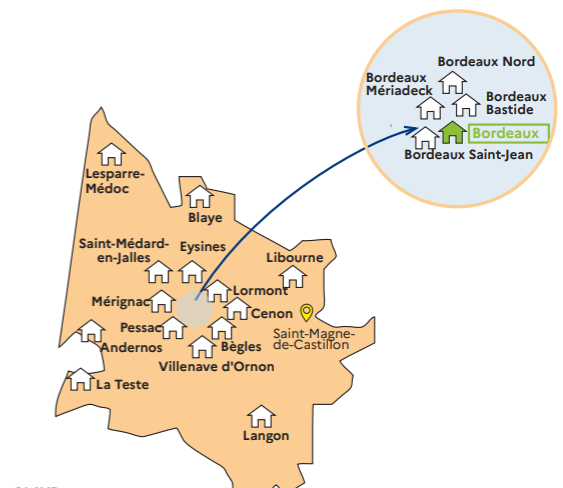 Bordeaux Nord
Bordeaux
Mériadeck
Bordeaux
Bastide
Bordeaux
Bordeaux Saint-Jean
Lesparre-
Médoc
Blaye
Saint-Médard-
en-Jalles
Eysines
Libourne
Lormont
Mérignac
Cenon
Pessac
Saint-Magne-
de-Castillon
Andernos
Bègles
Villenave d'Ornon
La Teste
Langon